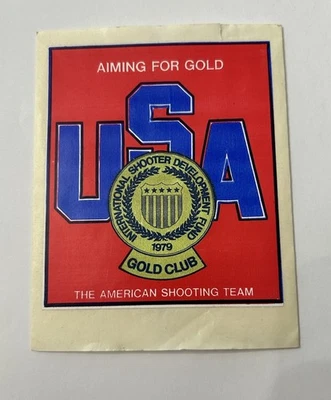 AIMING FOR GOLD
USA
INTERNATIONAL SHOOTER DEVELOPMENT FUND
1979
GOLD CLUB
THE AMERICAN SHOOTING TEAM